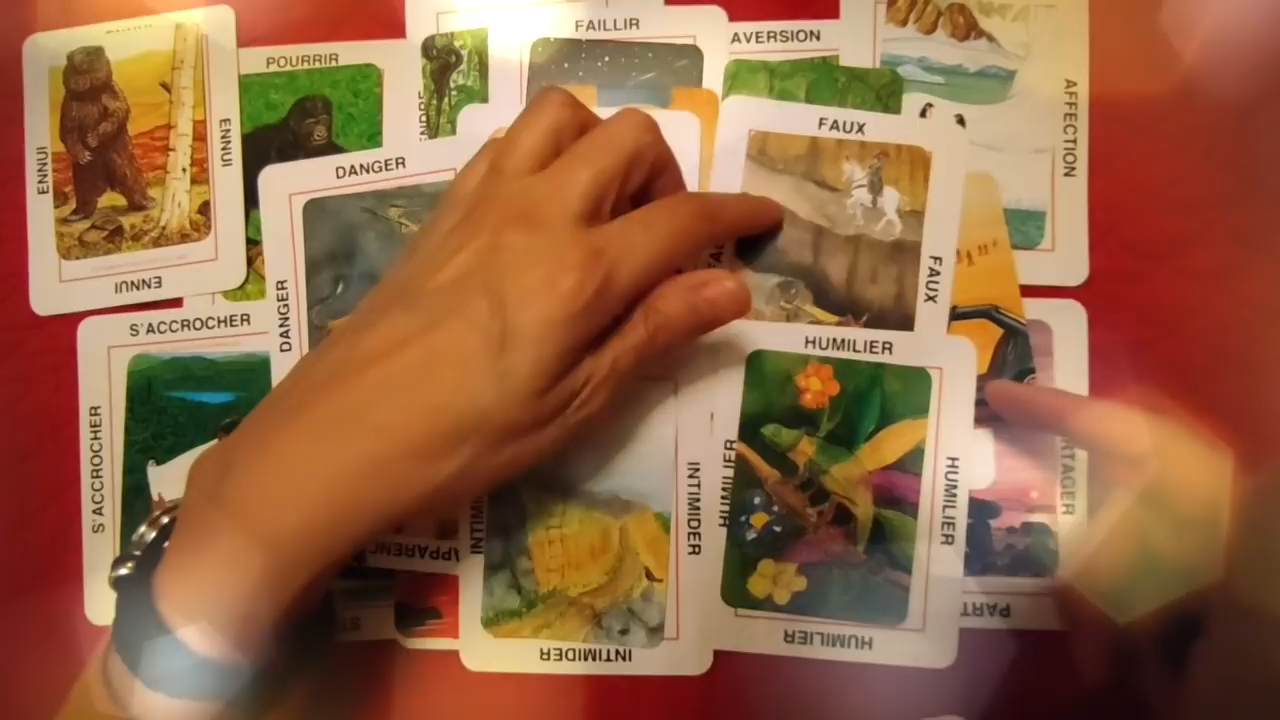 ENNUI
ENNUI
ENNUI
POURRIR
FAILLIR
AVERSION
AFFECTION
DANGER
DANGER
FAUX
FAUX
S'ACCROCHER
S'ACCROCHER
HUMILIER
HUMILIER
HUMILIER
HUMILIER
INTIMIDER
INTIMIDER